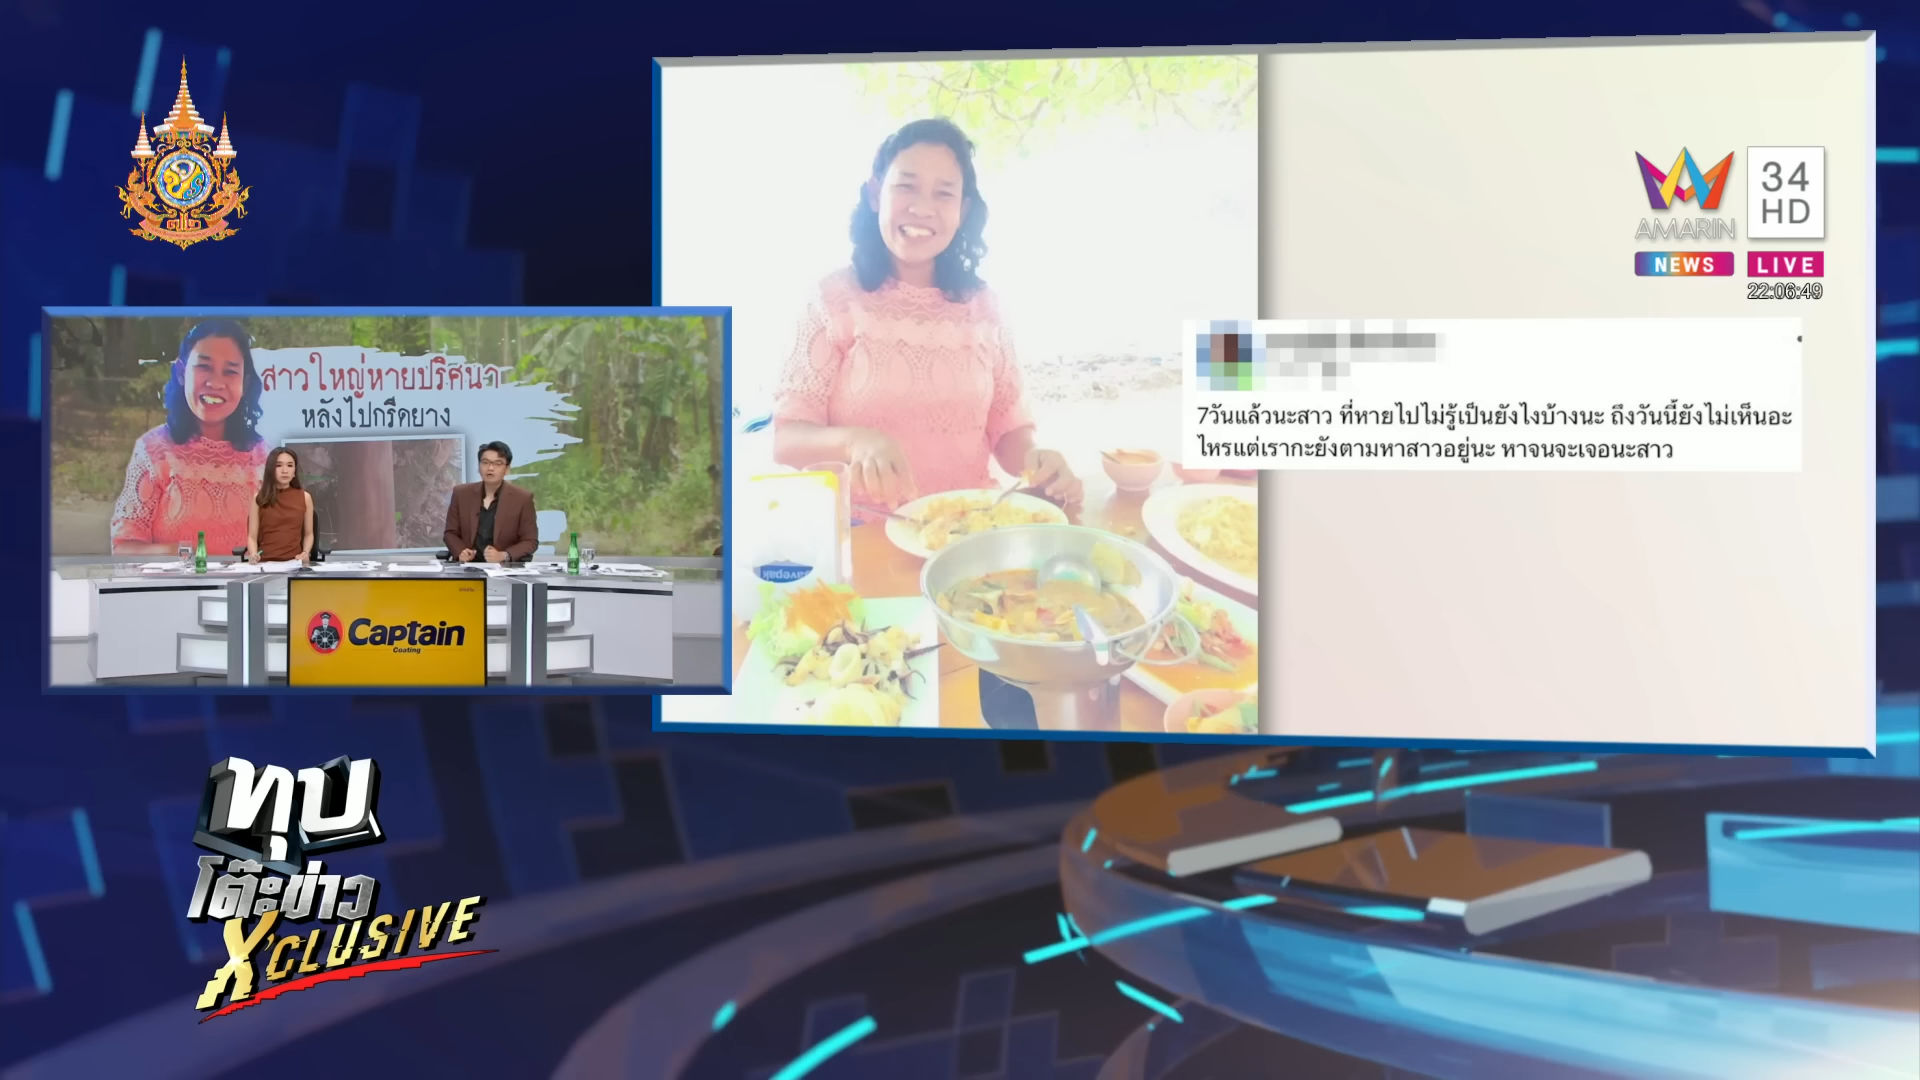 AMARIN
34
HD
NEWS
LIVE
22:06:49
สาวใหญ่หายปริศนา
หลังไปกรีดยาง
7วันแล้วนะสาว ที่หายไปไม่รู้เป็นยังไงบ้างนะ ถึงวันนี้ยังไม่เห็นอะ
ไหรแต่เรากะยังตามหาสาวอยู่นะ หาจนจะเจอนะสาว
Captain
Coating
ทุบ
โต๊ะข่าว
X'CLUSIVE